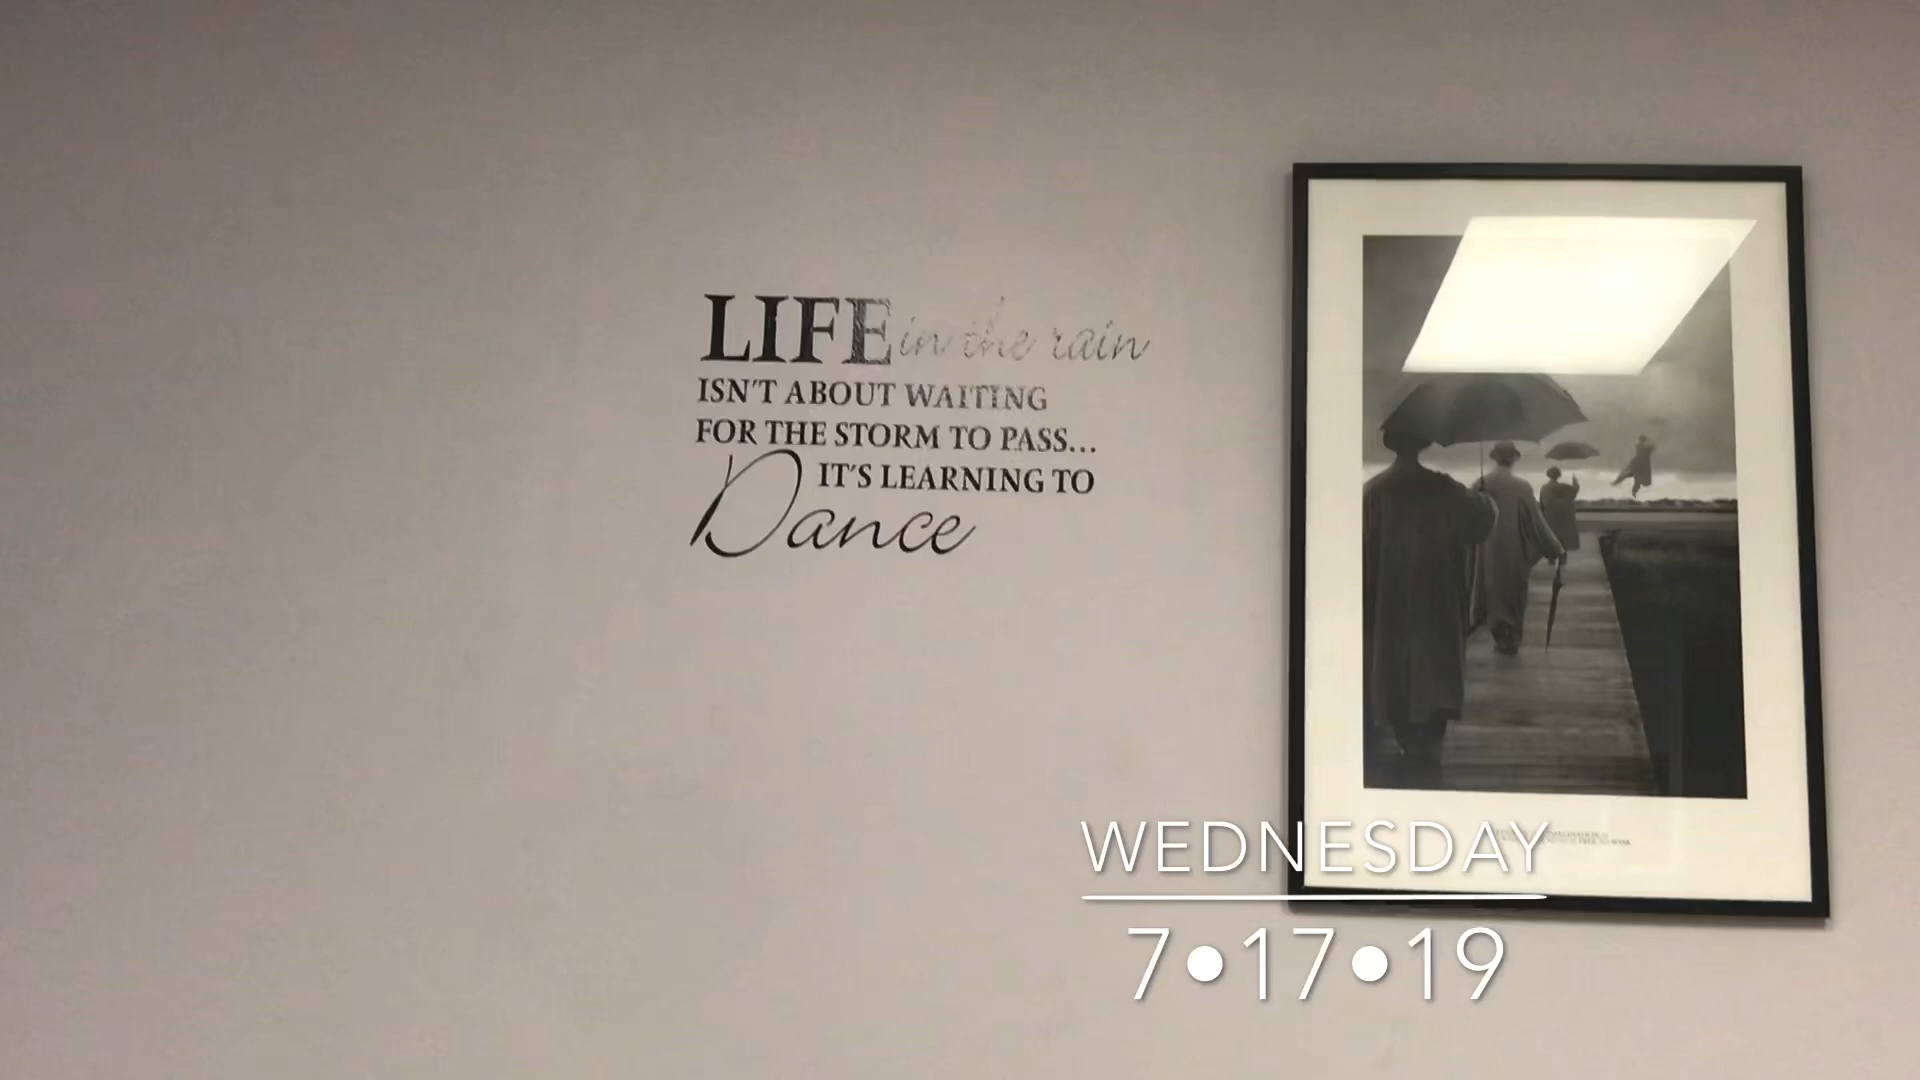 LIFE in the rain
ISN'T ABOUT WAITING
FOR THE STORM TO PASS...
IT'S LEARNING TO
Dance
WEDNESDAY
7•17•19